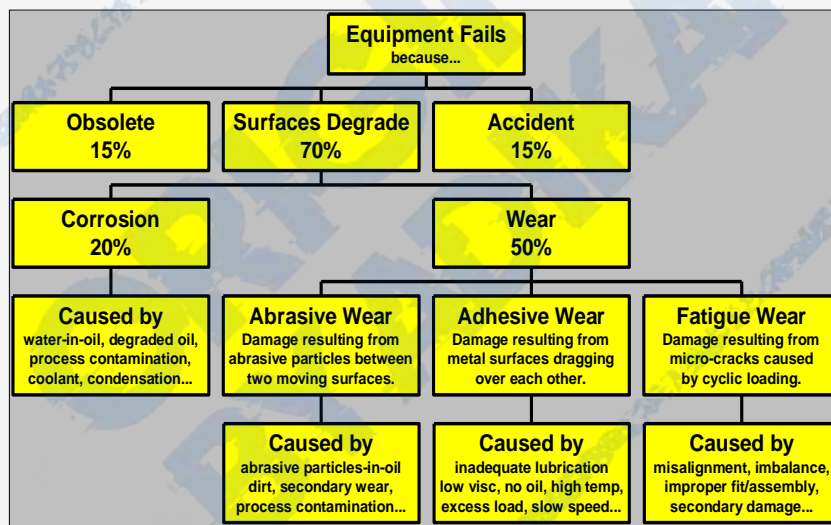 Equipment Fails
because...
Obsolete
15%
Surfaces Degrade
70%
Accident
15%
Corrosion
20%
Wear
50%
Caused by
water-in-oil, degraded oil,
process contamination,
coolant, condensation...
Abrasive Wear
Damage resulting from
abrasive particles between
two moving surfaces.
Adhesive Wear
Damage resulting from
metal surfaces dragging
over each other.
Fatigue Wear
Damage resulting from
micro-cracks caused
by cyclic loading.
Caused by
abrasive particles-in-oil
dirt, secondary wear,
process contamination...
Caused by
inadequate lubrication
low visc, no oil, high temp,
excess load, slow speed...
Caused by
misalignment, imbalance,
improper fit/assembly,
secondary damage...